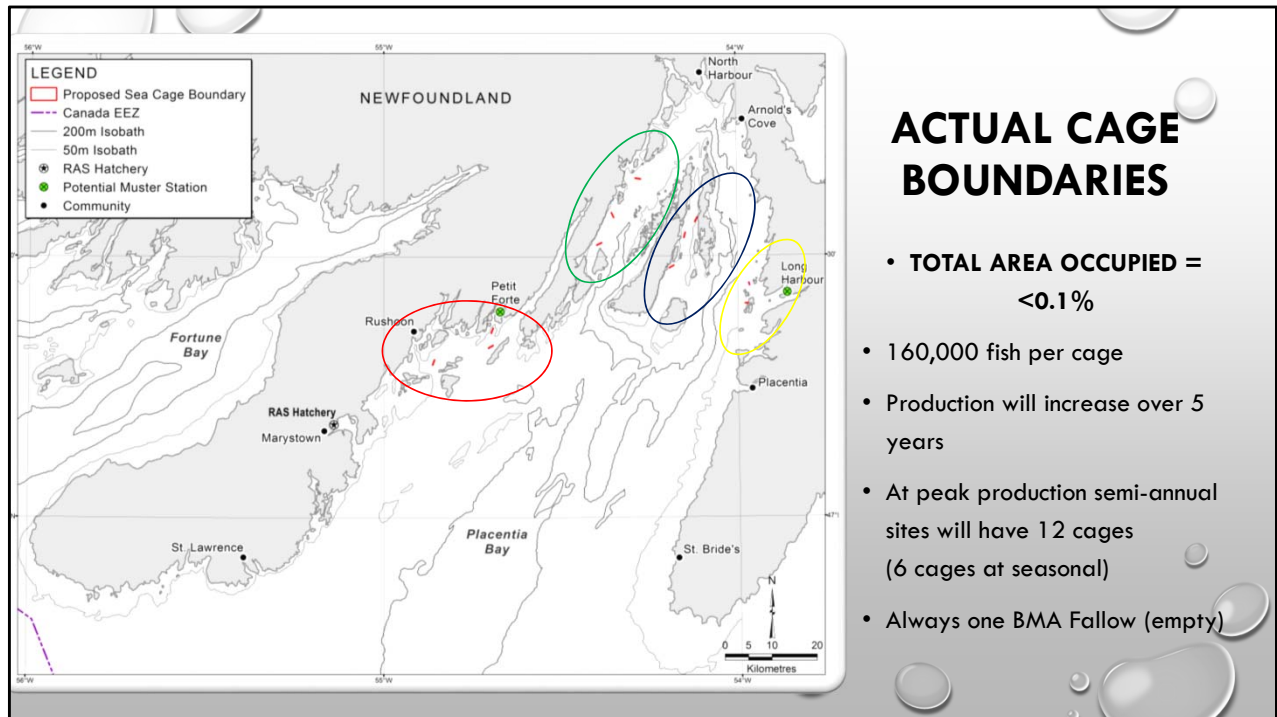 56°W
55°W
54°W
LEGEND
Proposed Sea Cage Boundary
Canada EEZ
200m Isobath
50m Isobath
RAS Hatchery
Potential Muster Station
Community
NEWFOUNDLAND
North
Harbour
Arnold's
Cove
Long
Harbour
Petit
Forte
Rushoon
Fortune
Bay
Placentia
RAS Hatchery
Marystown
St. Lawrence
Placentia
Bay
St. Bride's
N
0 5 10 20
Kilometres
56°W
55°W
54°W
ACTUAL CAGE
BOUNDARIES
• TOTAL AREA OCCUPIED =
<0.1%
• 160,000 fish per cage
• Production will increase over 5
years
• At peak production semi-annual
sites will have 12 cages
(6 cages at seasonal)
• Always one BMA Fallow (empty)